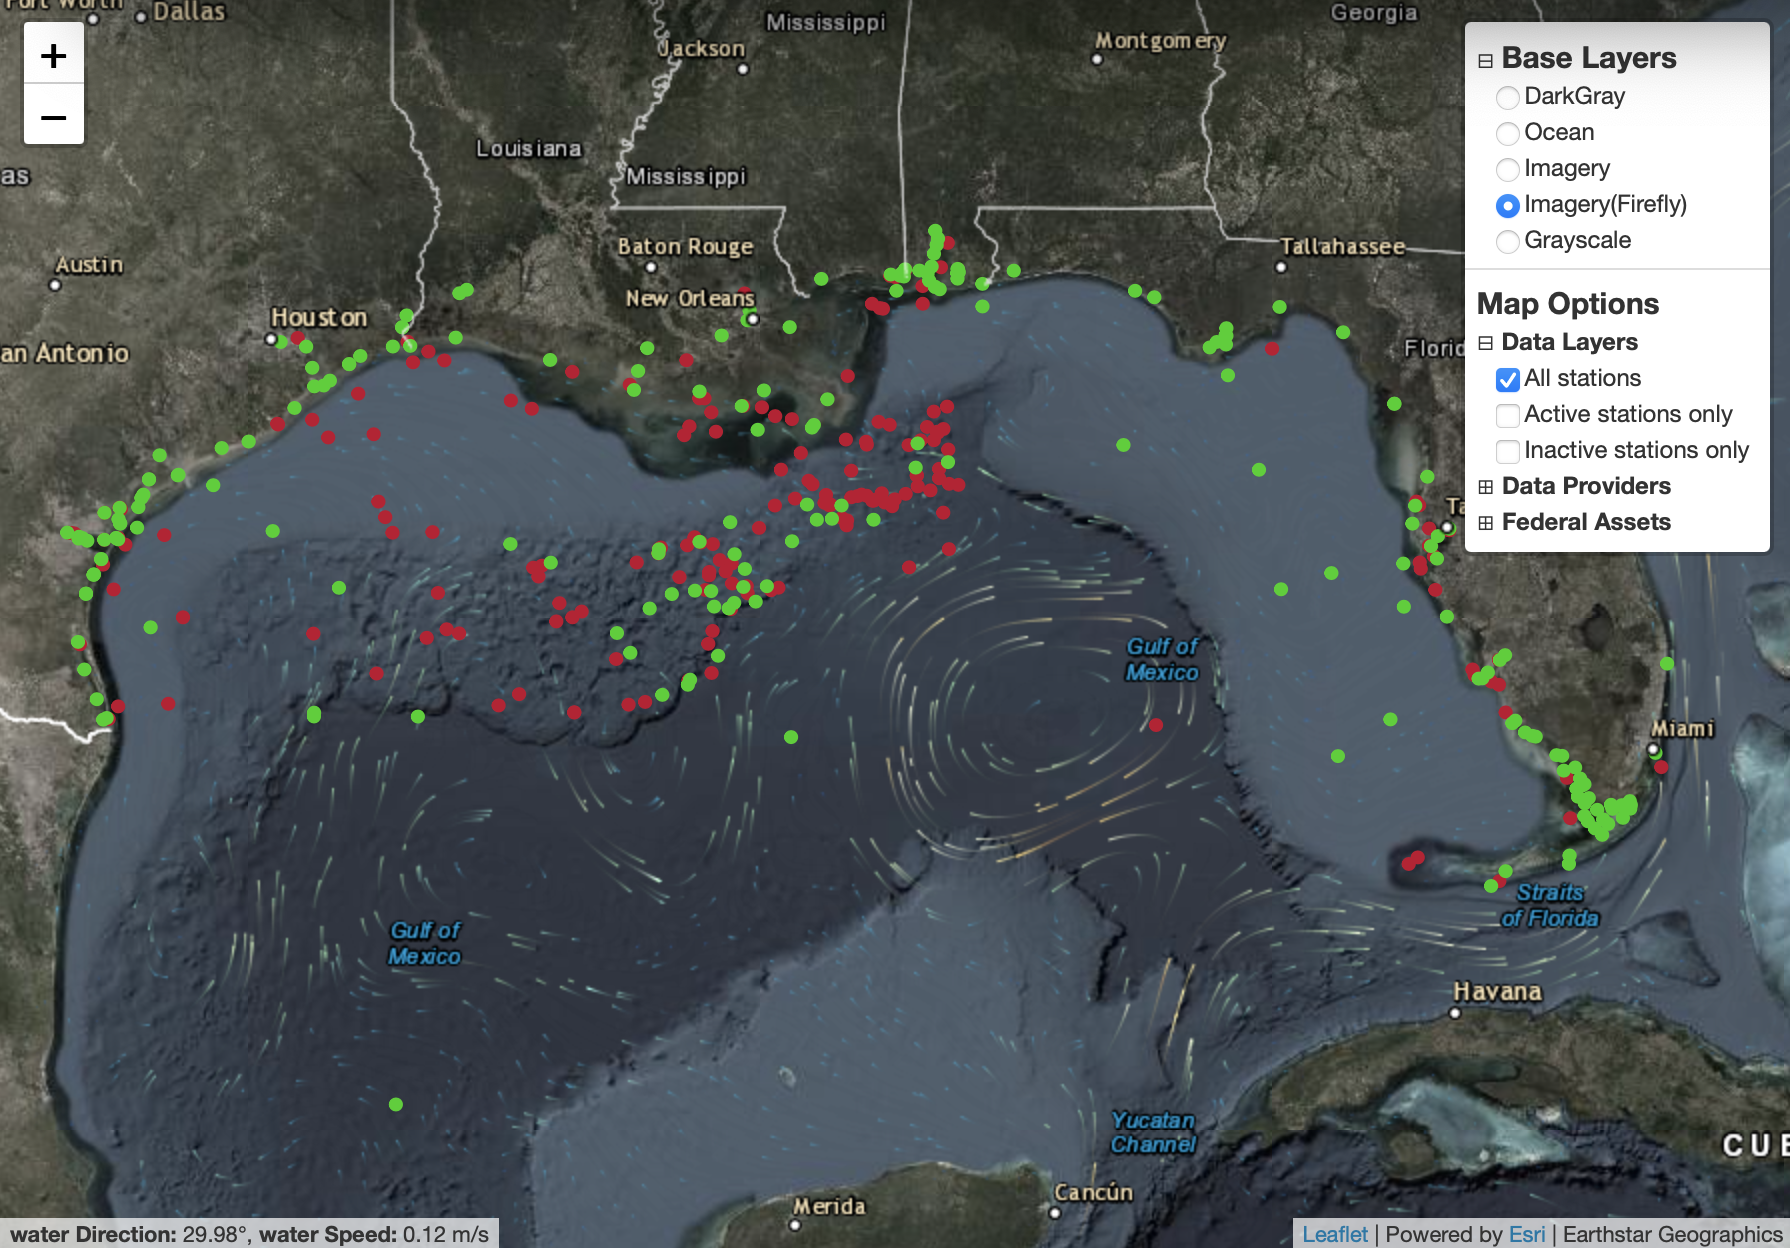 Fort Worth
Dallas
Mississippi
Georgia
Jackson
Montgomery
+
−
Louisiana
Mississippi
as
Austin
Baton Rouge
Tallahassee
New Orleans
Houston
an Antonio
Florid
Ta
Gulf of
Mexico
Miami
Gulf of
Mexico
Straits
of Florida
Havana
Yucatan
Channel
CUB
Merida
Cancún
Base Layers
DarkGray
Ocean
Imagery
Imagery(Firefly)
Grayscale
Map Options
Data Layers
All stations
Active stations only
Inactive stations only
Data Providers
Federal Assets
water Direction: 29.98°, water Speed: 0.12 m/s
Leaflet | Powered by Esri | Earthstar Geographics